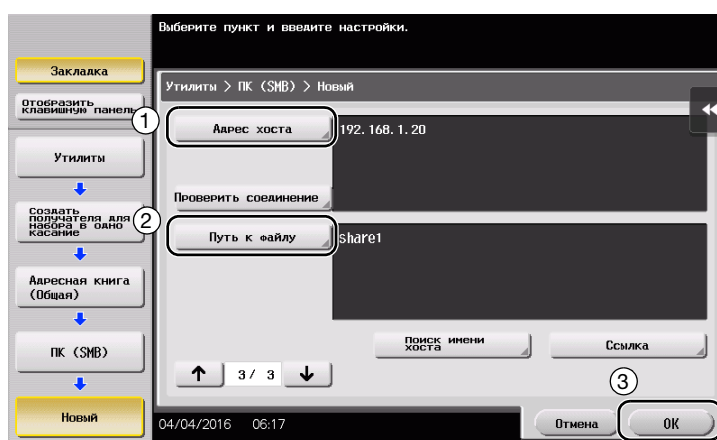 Выберите пункт и введите настройки.
Закладка
Отобразить
клавишную панель
Утилиты
Создать
получателя для
набора в одно
касание
Адресная книга
(Общая)
ПК (SMB)
Новый
Утилиты > ПК (SMB) > Новый
1
Адрес хоста
192.168.1.20
Проверить соединение
2
Путь к файлу
share1
Поиск имени
хоста
Ссылка
↑ 3/ 3 ↓
3
04/04/2016 06:17
Отмена
OK